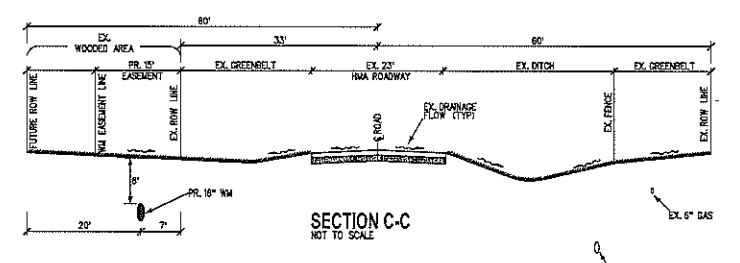 80'
EX.
WOODED AREA
33'
60'
PR. 15'
EASEMENT
EX. GREENBELT
EX. 23'
HMA ROADWAY
EX. DITCH
EX. GREENBELT
FUTURE ROW LINE
WM EASEMENT LINE
EX. ROW LINE
℄ ROAD
EX. DRAINAGE
FLOW (TYP)
EX. FENCE
EX. ROW LINE
6'
PR. 16" WM
20'
7'
SECTION C-C
NOT TO SCALE
EX. 6" GAS